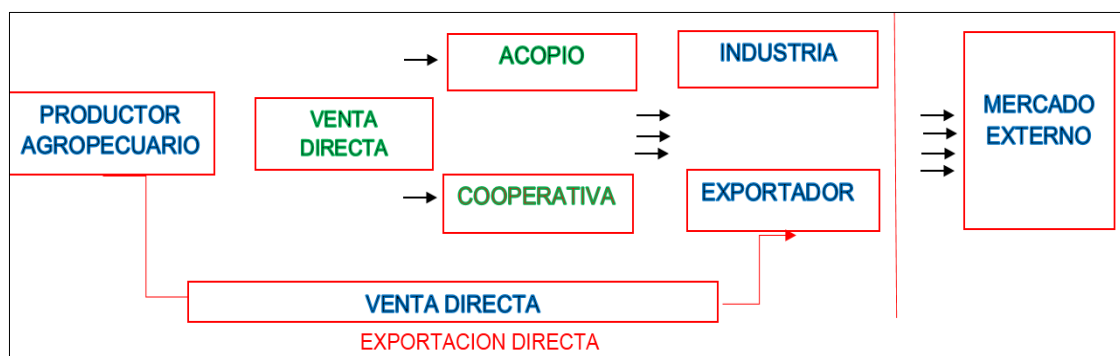 PRODUCTOR
AGROPECUARIO
VENTA
DIRECTA
ACOPIO
COOPERATIVA
INDUSTRIA
EXPORTADOR
MERCADO
EXTERNO
VENTA DIRECTA
EXPORTACION DIRECTA